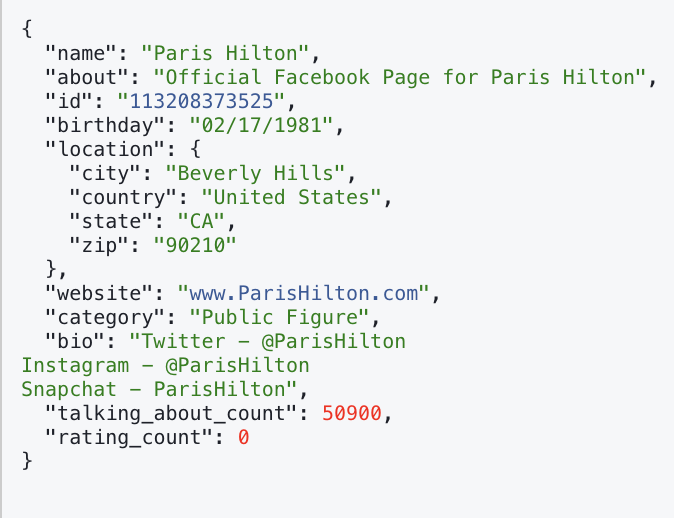 {
"name": "Paris Hilton",
"about": "Official Facebook Page for Paris Hilton",
"id": "113208373525",
"birthday": "02/17/1981",
"location": {
"city": "Beverly Hills",
"country": "United States",
"state": "CA",
"zip": "90210"
},
"website": "www.ParisHilton.com",
"category": "Public Figure",
"bio": "Twitter – @ParisHilton
Instagram – @ParisHilton
Snapchat – ParisHilton",
"talking_about_count": 50900,
"rating_count": 0
}